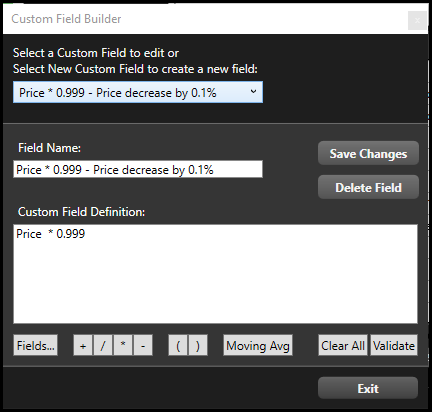 Custom Field Builder
x
Select a Custom Field to edit or
Select New Custom Field to create a new field:
Price * 0.999 - Price decrease by 0.1%
Field Name:
Price * 0.999 - Price decrease by 0.1%
Save Changes
Delete Field
Custom Field Definition:
Price * 0.999
Fields... + / * - ( ) Moving Avg Clear All Validate
Exit